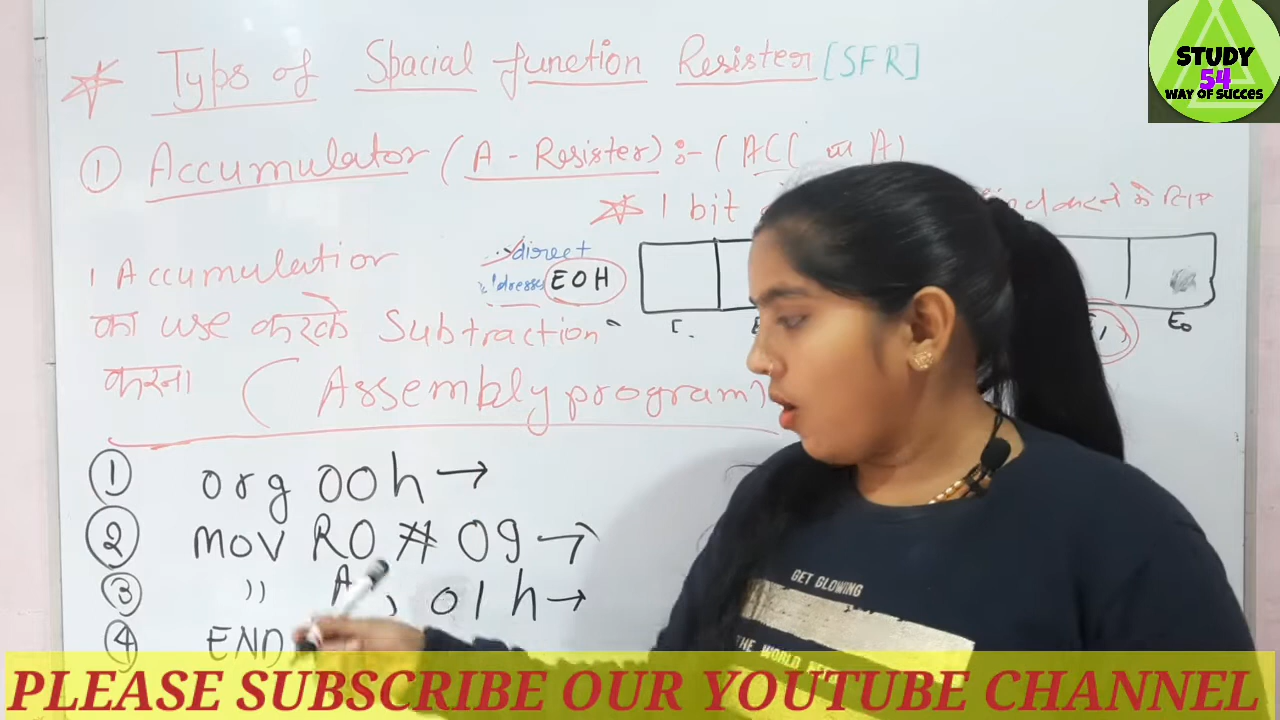 Typs of Spacial function Resister [SFR]
STUDY
54
WAY OF SUCCES
① Accumulator (A - Resister) :- (ACC या A)
1 bit
के लिए
1 Accumulation
direct
EOH
का use करके Subtraction
E0
करना (Assembly program)
① org 00h →
② mov R0 # 09 →
③ " A, 01h →
④ END
GET GLOWING
THE WORLD
PLEASE SUBSCRIBE OUR YOUTUBE CHANNEL